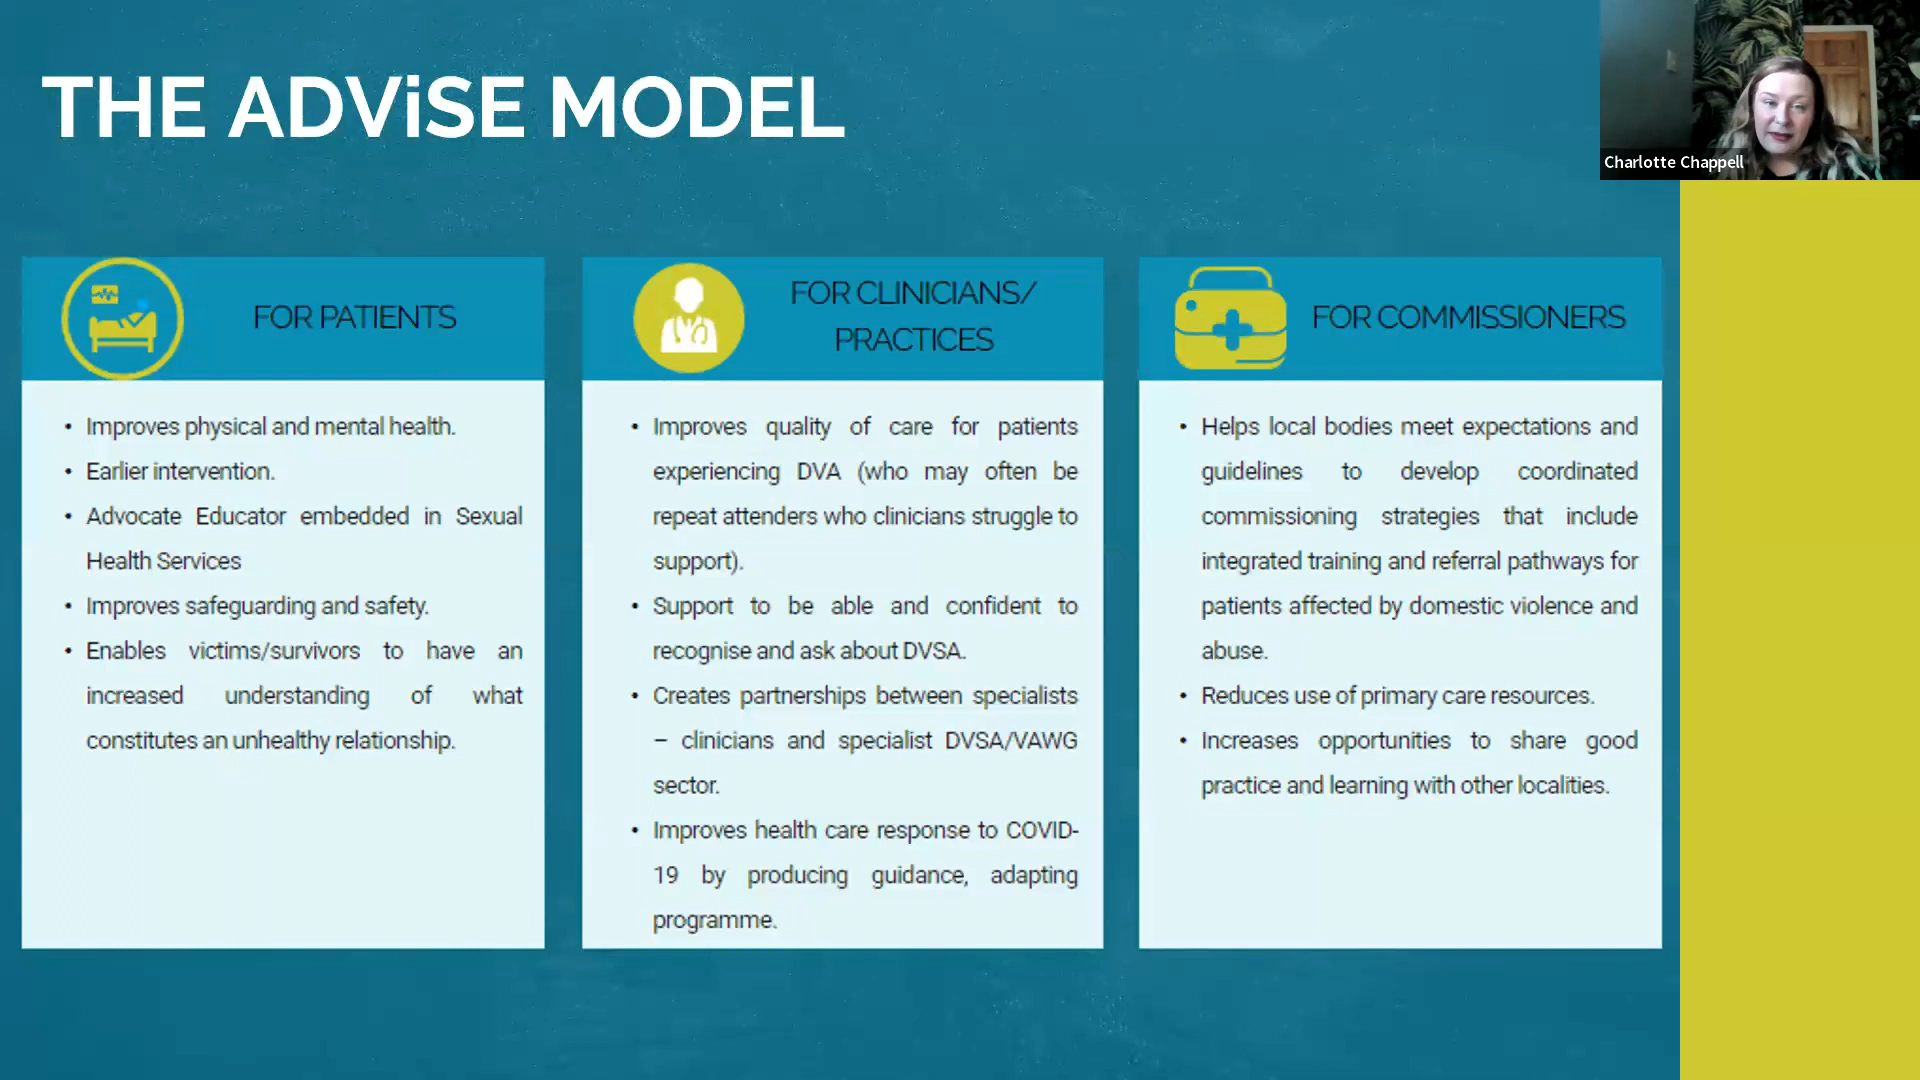 THE ADViSE MODEL
Charlotte Chappell
FOR PATIENTS
• Improves physical and mental health.
• Earlier intervention.
• Advocate Educator embedded in Sexual
Health Services
• Improves safeguarding and safety.
• Enables victims/survivors to have an
increased understanding of what
constitutes an unhealthy relationship.
FOR CLINICIANS/
PRACTICES
• Improves quality of care for patients
experiencing DVA (who may often be
repeat attenders who clinicians struggle to
support).
• Support to be able and confident to
recognise and ask about DVSA.
• Creates partnerships between specialists
– clinicians and specialist DVSA/VAWG
sector.
• Improves health care response to COVID-
19 by producing guidance, adapting
programme.
FOR COMMISSIONERS
• Helps local bodies meet expectations and
guidelines to develop coordinated
commissioning strategies that include
integrated training and referral pathways for
patients affected by domestic violence and
abuse.
• Reduces use of primary care resources.
• Increases opportunities to share good
practice and learning with other localities.